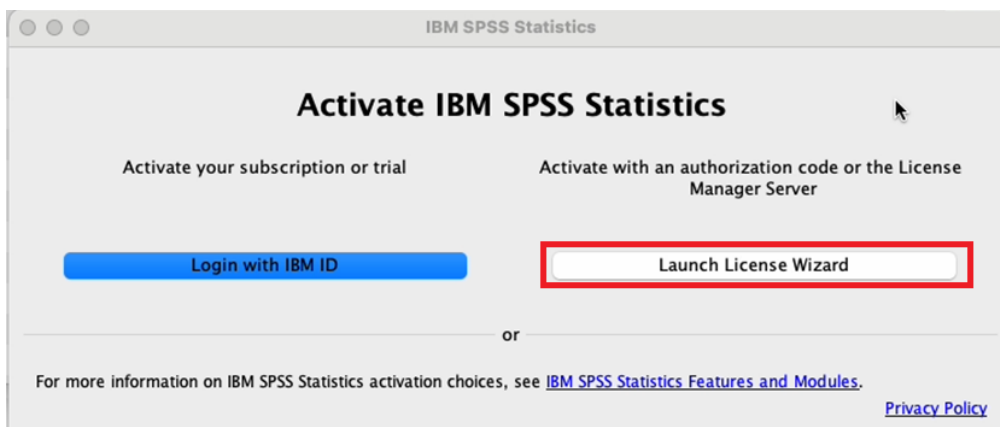 IBM SPSS Statistics
Activate IBM SPSS Statistics
Activate your subscription or trial
Activate with an authorization code or the License
Manager Server
Login with IBM ID
Launch License Wizard
or
For more information on IBM SPSS Statistics activation choices, see IBM SPSS Statistics Features and Modules.
Privacy Policy